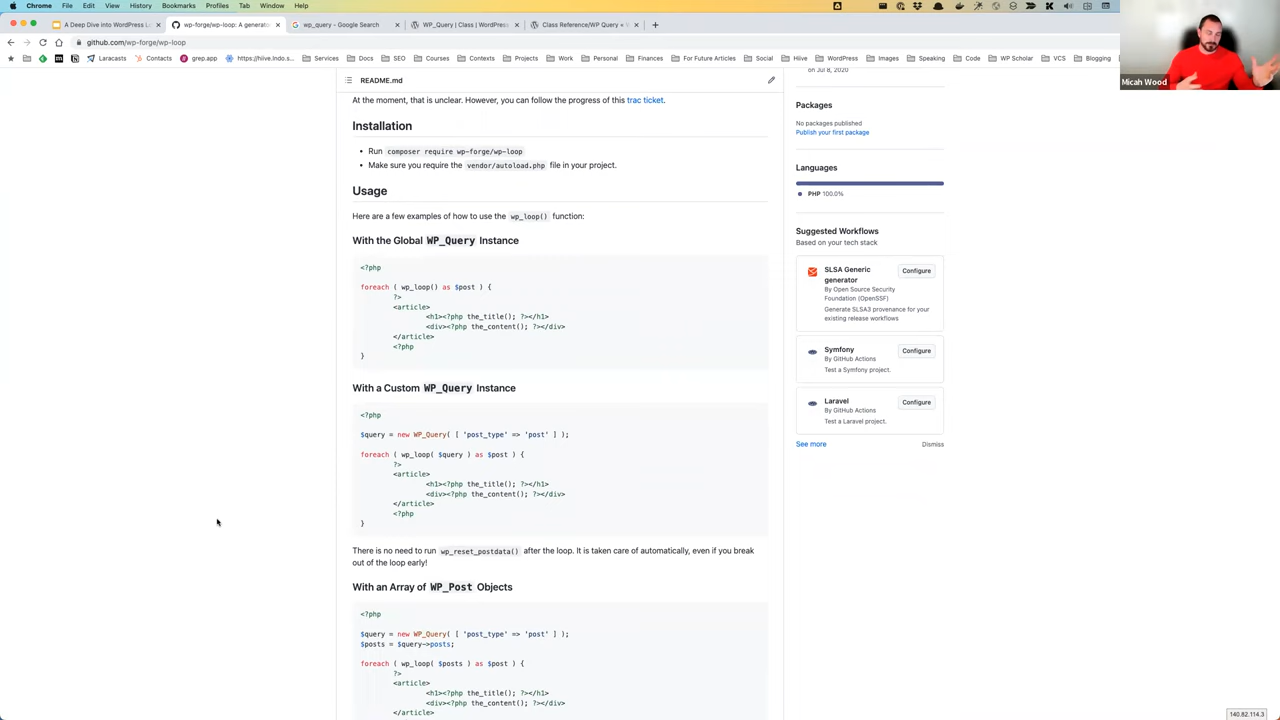 Chrome File Edit View History Bookmarks Profiles Tab Window Help
A Deep Dive into WordPress L
wp-forge/wp-loop: A generato
wp_query - Google Search
WP_Query | Class | WordPress
Class Reference/WP Query «
github.com/wp-forge/wp-loop
Laracasts Contacts grep.app https://hiive.lndo.s... Services Docs SEO Courses Contexts Projects Work Personal Finances For Future Articles Social Hiive WordPress Images Speaking Code WP Scholar VCS Blogging
Micah Wood
README.md
At the moment, that is unclear. However, you can follow the progress of this trac ticket.
Installation
• Run composer require wp-forge/wp-loop
• Make sure you require the vendor/autoload.php file in your project.
Usage
Here are a few examples of how to use the wp_loop() function:
With the Global WP_Query Instance
<?php
foreach ( wp_loop() as $post ) {
?>
<article>
<h1><?php the_title(); ?></h1>
<div><?php the_content(); ?></div>
</article>
<?php
}
With a Custom WP_Query Instance
<?php
$query = new WP_Query( [ 'post_type' => 'post' ] );
foreach ( wp_loop( $query ) as $post ) {
?>
<article>
<h1><?php the_title(); ?></h1>
<div><?php the_content(); ?></div>
</article>
<?php
}
There is no need to run wp_reset_postdata() after the loop. It is taken care of automatically, even if you break
out of the loop early!
With an Array of WP_Post Objects
<?php
$query = new WP_Query( [ 'post_type' => 'post' ] );
$posts = $query->posts;
foreach ( wp_loop( $posts ) as $post ) {
?>
<article>
<h1><?php the_title(); ?></h1>
<div><?php the_content(); ?></div>
</article>
on Jul 8, 2020
Packages
No packages published
Publish your first package
Languages
PHP 100.0%
Suggested Workflows
Based on your tech stack
SLSA Generic
generator
Configure
By Open Source Security
Foundation (OpenSSF)
Generate SLSA3 provenance for your
existing release workflows
Symfony
Configure
By GitHub Actions
Test a Symfony project.
Laravel
Configure
By GitHub Actions
Test a Laravel project.
See more
Dismiss
140.82.114.3